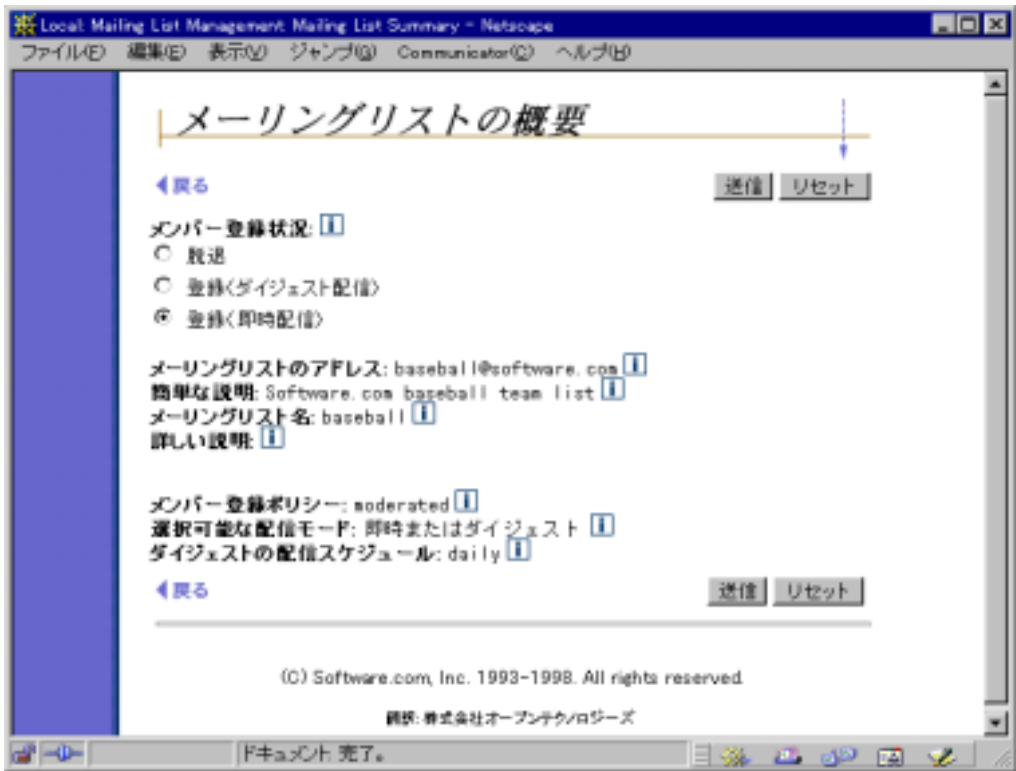 Local: Mailing List Management: Mailing List Summary - Netscape
ファイル(F) 編集(E) 表示(V) ジャンプ(G) Communicator(C) ヘルプ(H)
メーリングリストの概要
戻る 送信 リセット
メンバー登録状況:
脱退
登録(ダイジェスト配信)
登録(即時配信)
メーリングリストのアドレス: baseball@software.com
簡単な説明: Software.com baseball team list
メーリングリスト名: baseball
詳しい説明:
メンバー登録ポリシー: moderated
選択可能な配信モード: 即時またはダイジェスト
ダイジェストの配信スケジュール: daily
戻る 送信 リセット
(C) Software.com, Inc. 1993-1998. All rights reserved.
翻訳: 株式会社オープンテクノロジーズ
ドキュメント: 完了。